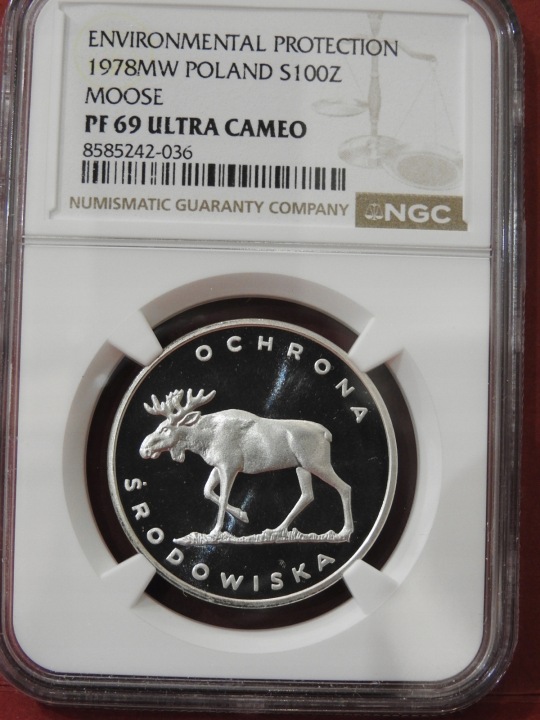 ENVIRONMENTAL PROTECTION
1978MW POLAND S100Z
MOOSE
PF 69 ULTRA CAMEO
8585242-036
NUMISMATIC GUARANTY COMPANY
NGC
OCHRONA
ŚRODOWISKA